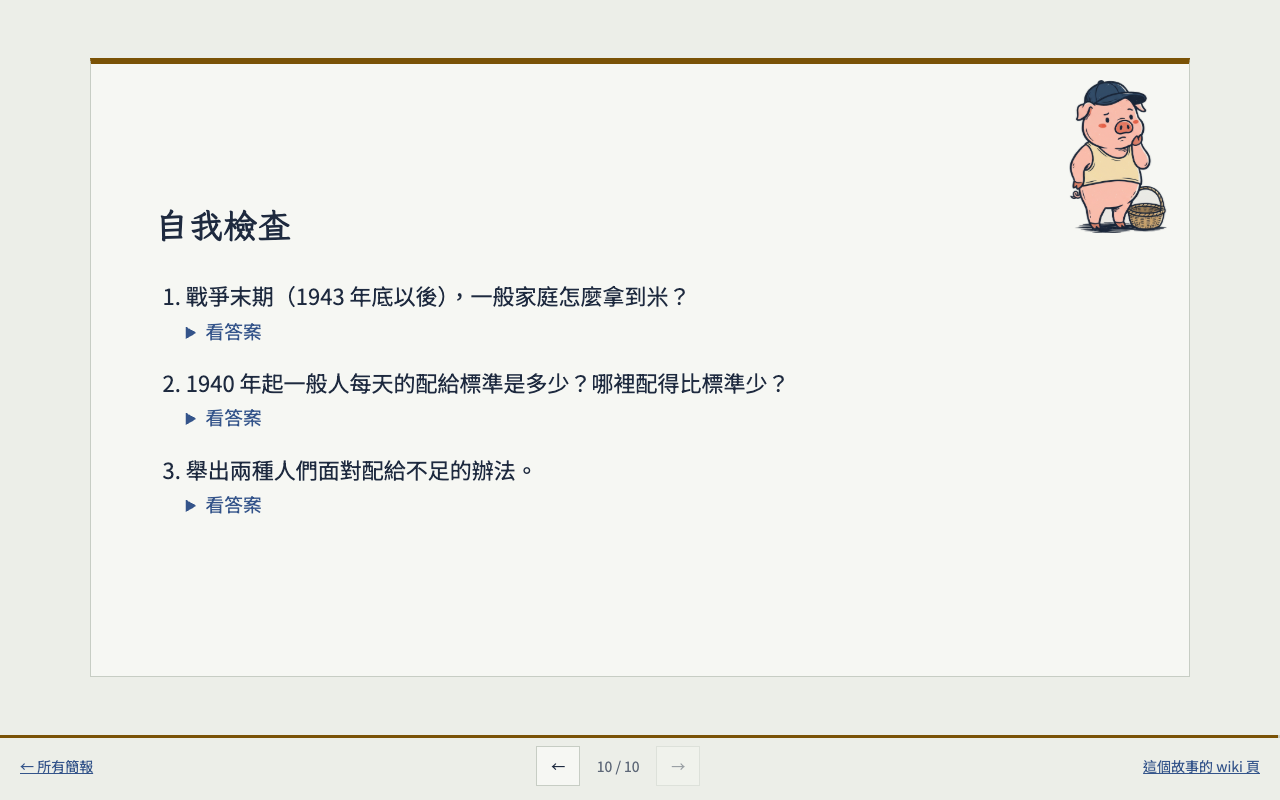 自我檢查
1. 戰爭末期（1943 年底以後），一般家庭怎麼拿到米？
▶ 看答案
2. 1940 年起一般人每天的配給標準是多少？哪裡配得比標準少？
▶ 看答案
3. 舉出兩種人們面對配給不足的辦法。
▶ 看答案
← 所有簡報
← 10 / 10 →
這個故事的 wiki 頁